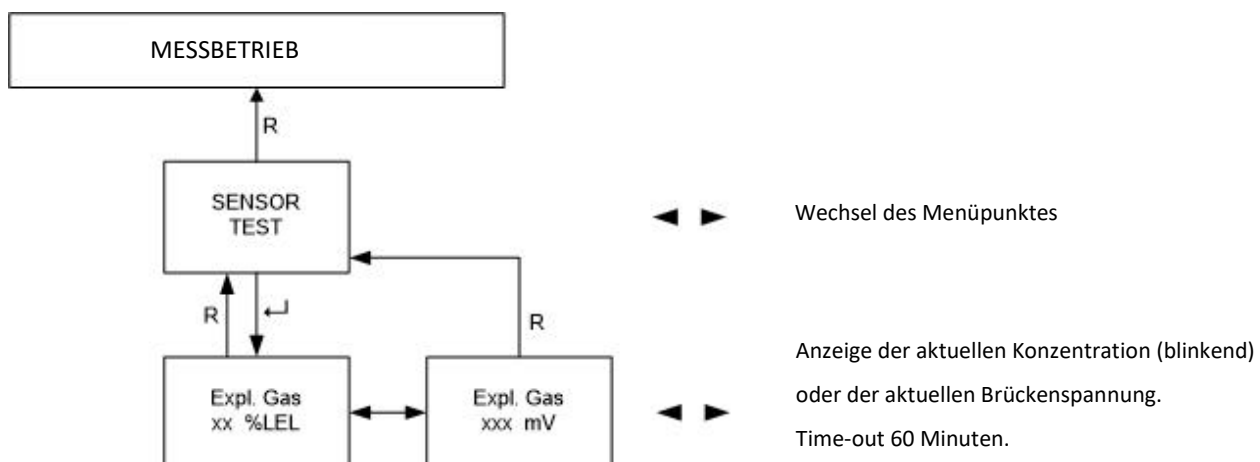 MESSBETRIEB
R
SENSOR
TEST
◄ ►
Wechsel des Menüpunktes
R
↵
R
Expl. Gas
xx %LEL
Expl. Gas
xxx mV
◄ ►
Anzeige der aktuellen Konzentration (blinkend)
oder der aktuellen Brückenspannung.
Time-out 60 Minuten.